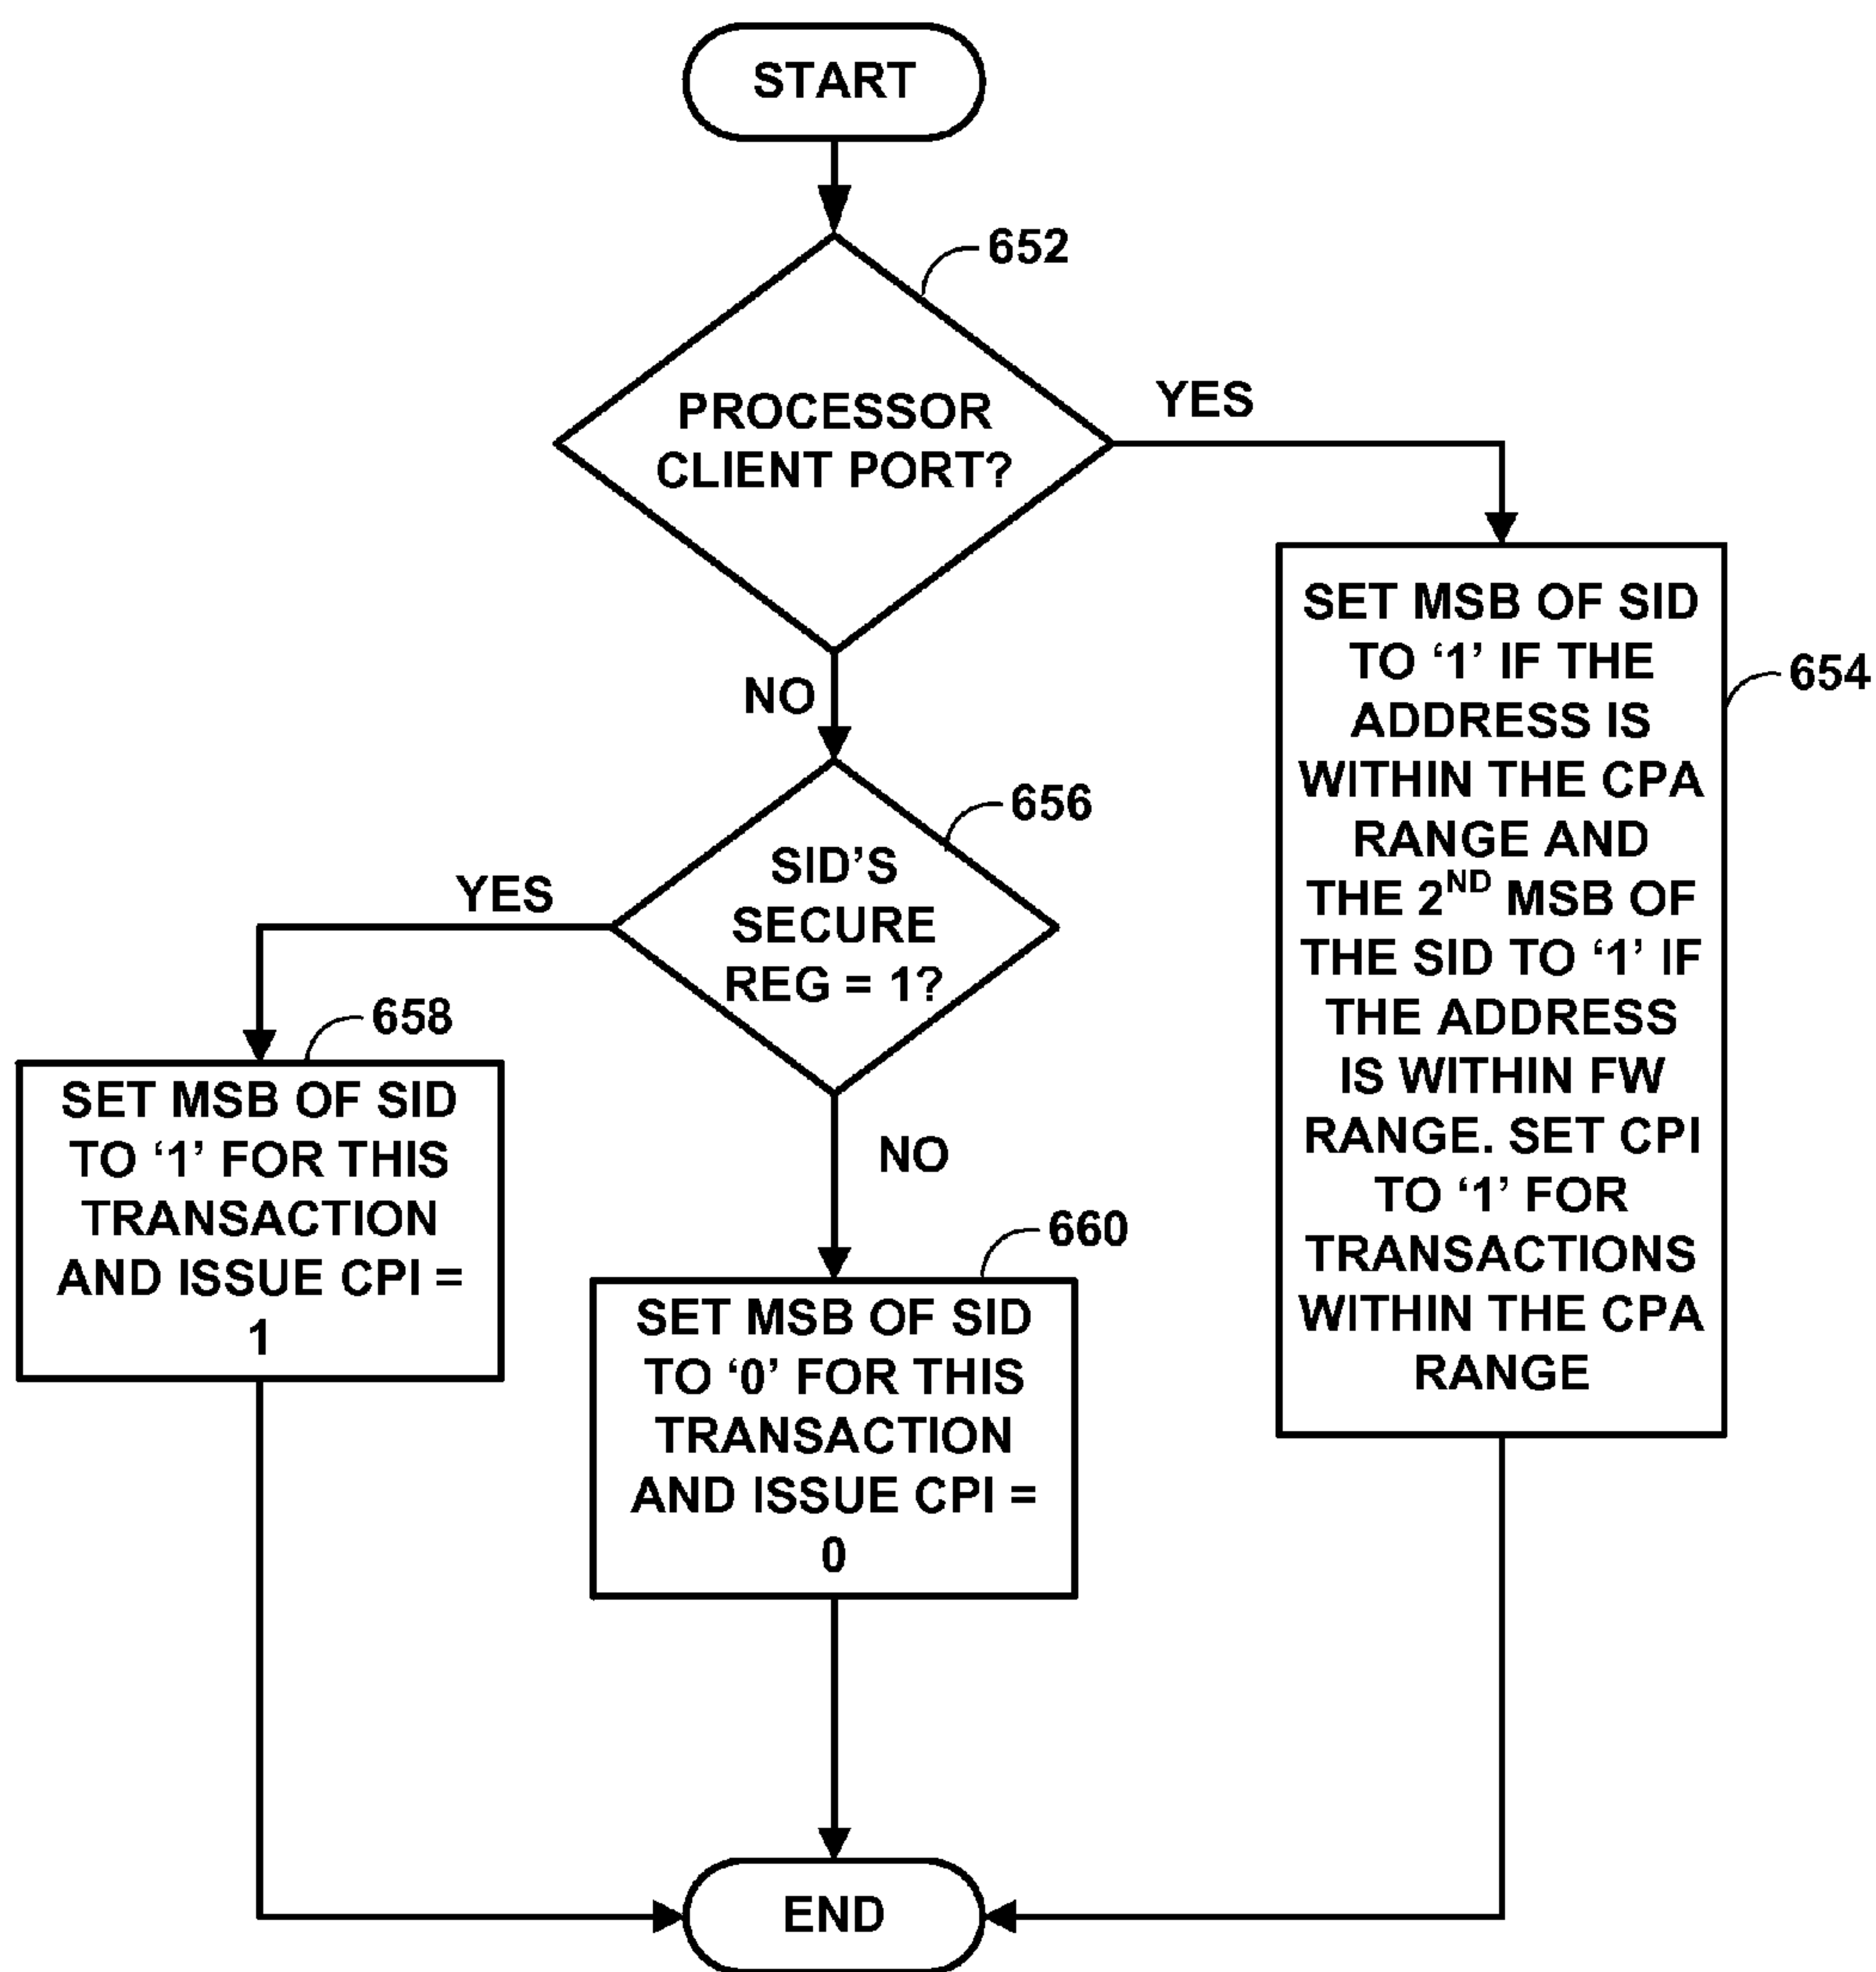 START
652
PROCESSOR
CLIENT PORT?
YES
NO
SET MSB OF SID
TO ‘1’ IF THE
ADDRESS IS
WITHIN THE CPA
RANGE AND
THE 2ND MSB OF
THE SID TO ‘1’ IF
THE ADDRESS
IS WITHIN FW
RANGE. SET CPI
TO ‘1’ FOR
TRANSACTIONS
WITHIN THE CPA
RANGE
654
656
SID’S
SECURE
REG = 1?
YES
NO
658
SET MSB OF SID
TO ‘1’ FOR THIS
TRANSACTION
AND ISSUE CPI =
1
660
SET MSB OF SID
TO ‘0’ FOR THIS
TRANSACTION
AND ISSUE CPI =
0
END